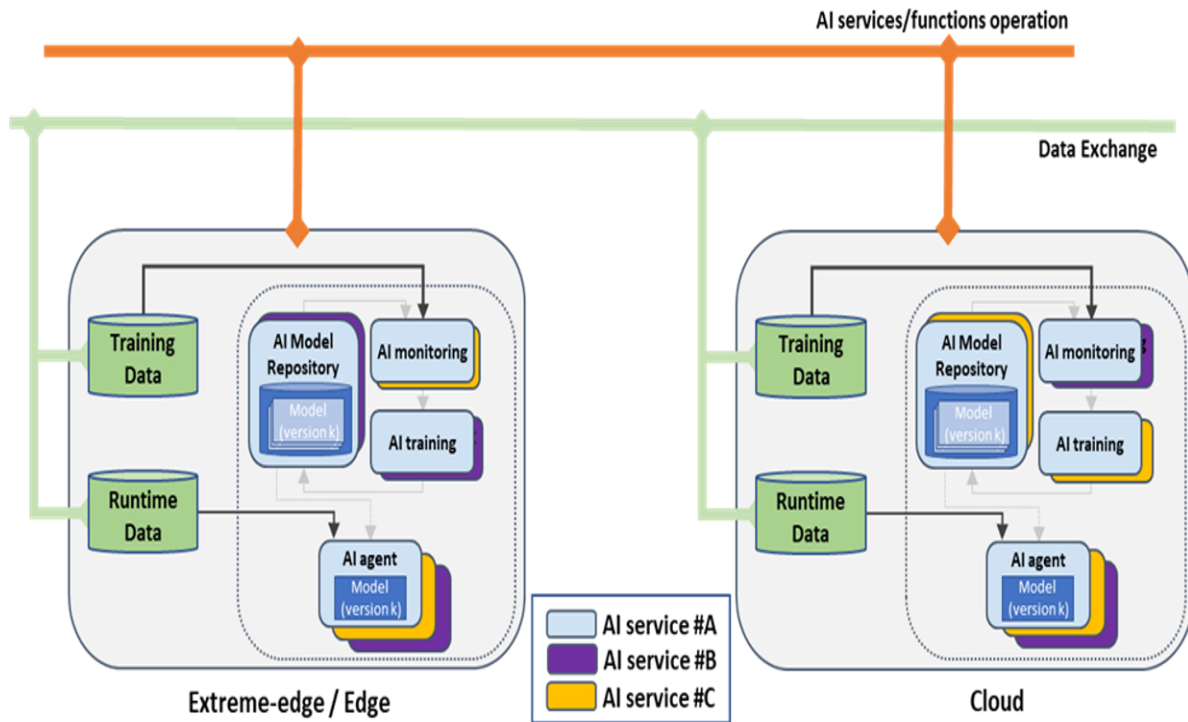 AI services/functions operation
Data Exchange
Training
Data
AI Model
Repository
Model
(version k)
AI monitoring
AI training
Runtime
Data
AI agent
Model
(version k)
Extreme-edge / Edge
Training
Data
AI Model
Repository
Model
(version k)
AI monitoring
AI training
Runtime
Data
AI agent
Model
(version k)
Cloud
AI service #A
AI service #B
AI service #C